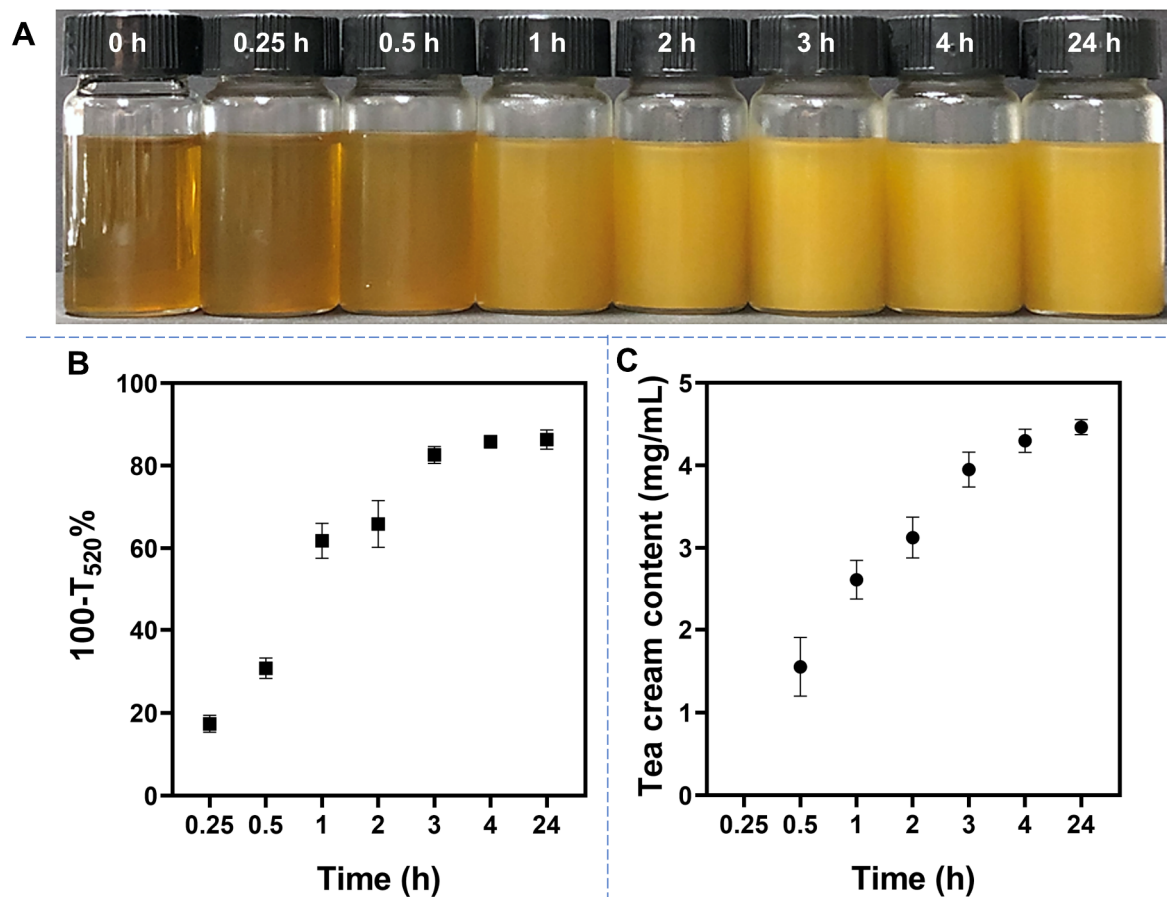 A
0 h 0.25 h 0.5 h 1 h 2 h 3 h 4 h 24 h
B
100-T₅₂₀%
100
80
60
40
20
0
0.25 0.5 1 2 3 4 24
Time (h)
C
Tea cream content (mg/mL)
5
4
3
2
1
0
0.25 0.5 1 2 3 4 24
Time (h)